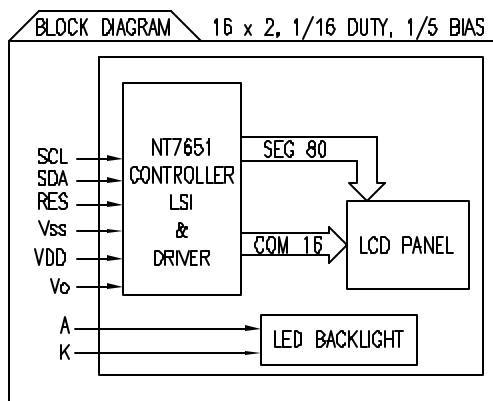 BLOCK DIAGRAM
16 x 2, 1/16 DUTY, 1/5 BIAS
NT7651
CONTROLLER
LSI
&
DRIVER
SCL
SDA
RES
Vss
VDD
Vo
SEG 80
COM 16
LCD PANEL
A
K
LED BACKLIGHT